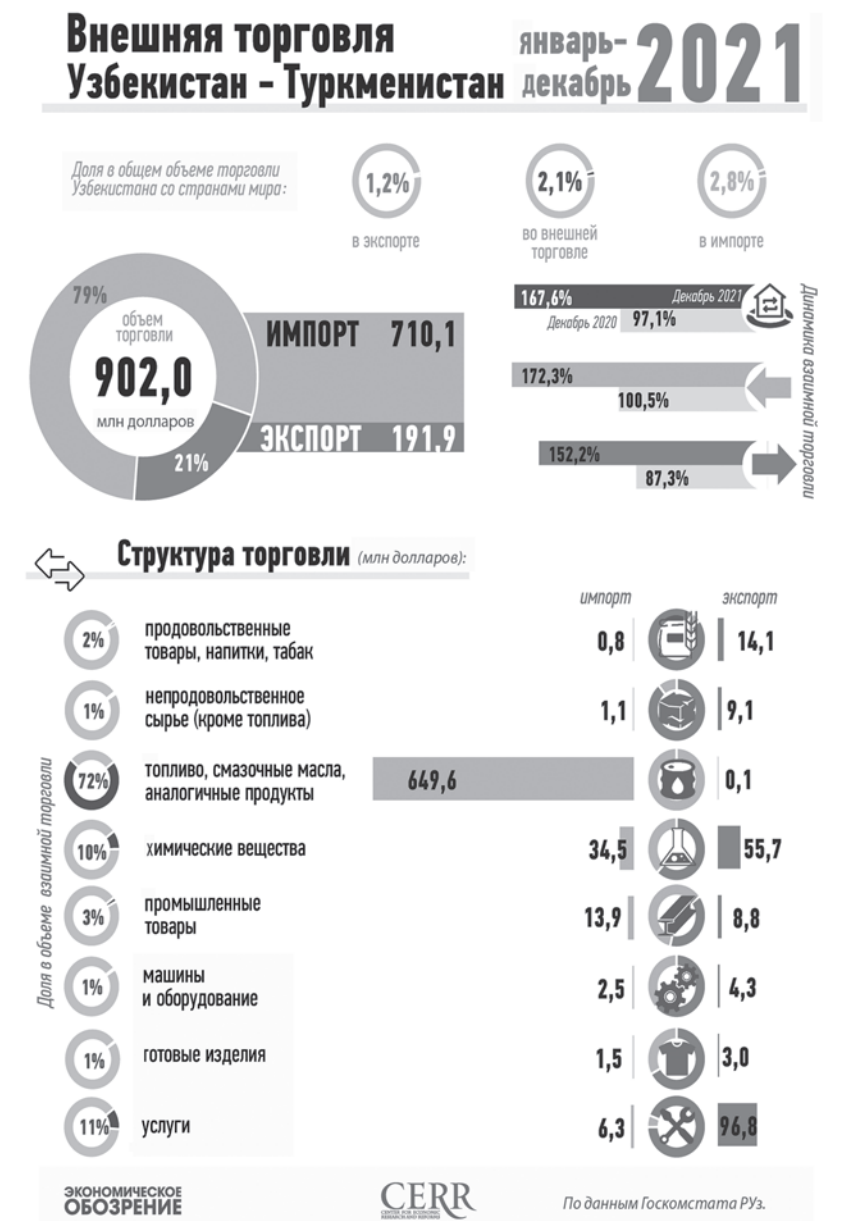 Внешняя торговля
Узбекистан - Туркменистан
январь-
декабрь
2021
Доля в общем объеме торговли
Узбекистана со странами мира:
1,2%
в экспорте
2,1%
во внешней
торговле
2,8%
в импорте
79%
объем
торговли
902,0
млн долларов
21%
ИМПОРТ 710,1
ЭКСПОРТ 191,9
167,6% Декабрь 2021
Декабрь 2020 97,1%
172,3%
100,5%
152,2%
87,3%
Динамика взаимной торговли
Структура торговли (млн долларов):
импорт экспорт
Доля в объеме взаимной торговли
2%
продовольственные
товары, напитки, табак
0,8 14,1
1%
непродовольственное
сырье (кроме топлива)
1,1 9,1
72%
топливо, смазочные масла,
аналогичные продукты
649,6 0,1
10% химические вещества 34,5 55,7
3%
промышленные
товары
13,9 8,8
1%
машины
и оборудование
2,5 4,3
1% готовые изделия 1,5 3,0
11% услуги 6,3 96,8
ЭКОНОМИЧЕСКОЕ
ОБОЗРЕНИЕ
CERR
CENTER FOR ECONOMIC
RESEARCH AND REFORMS
По данным Госкомстата РУз.